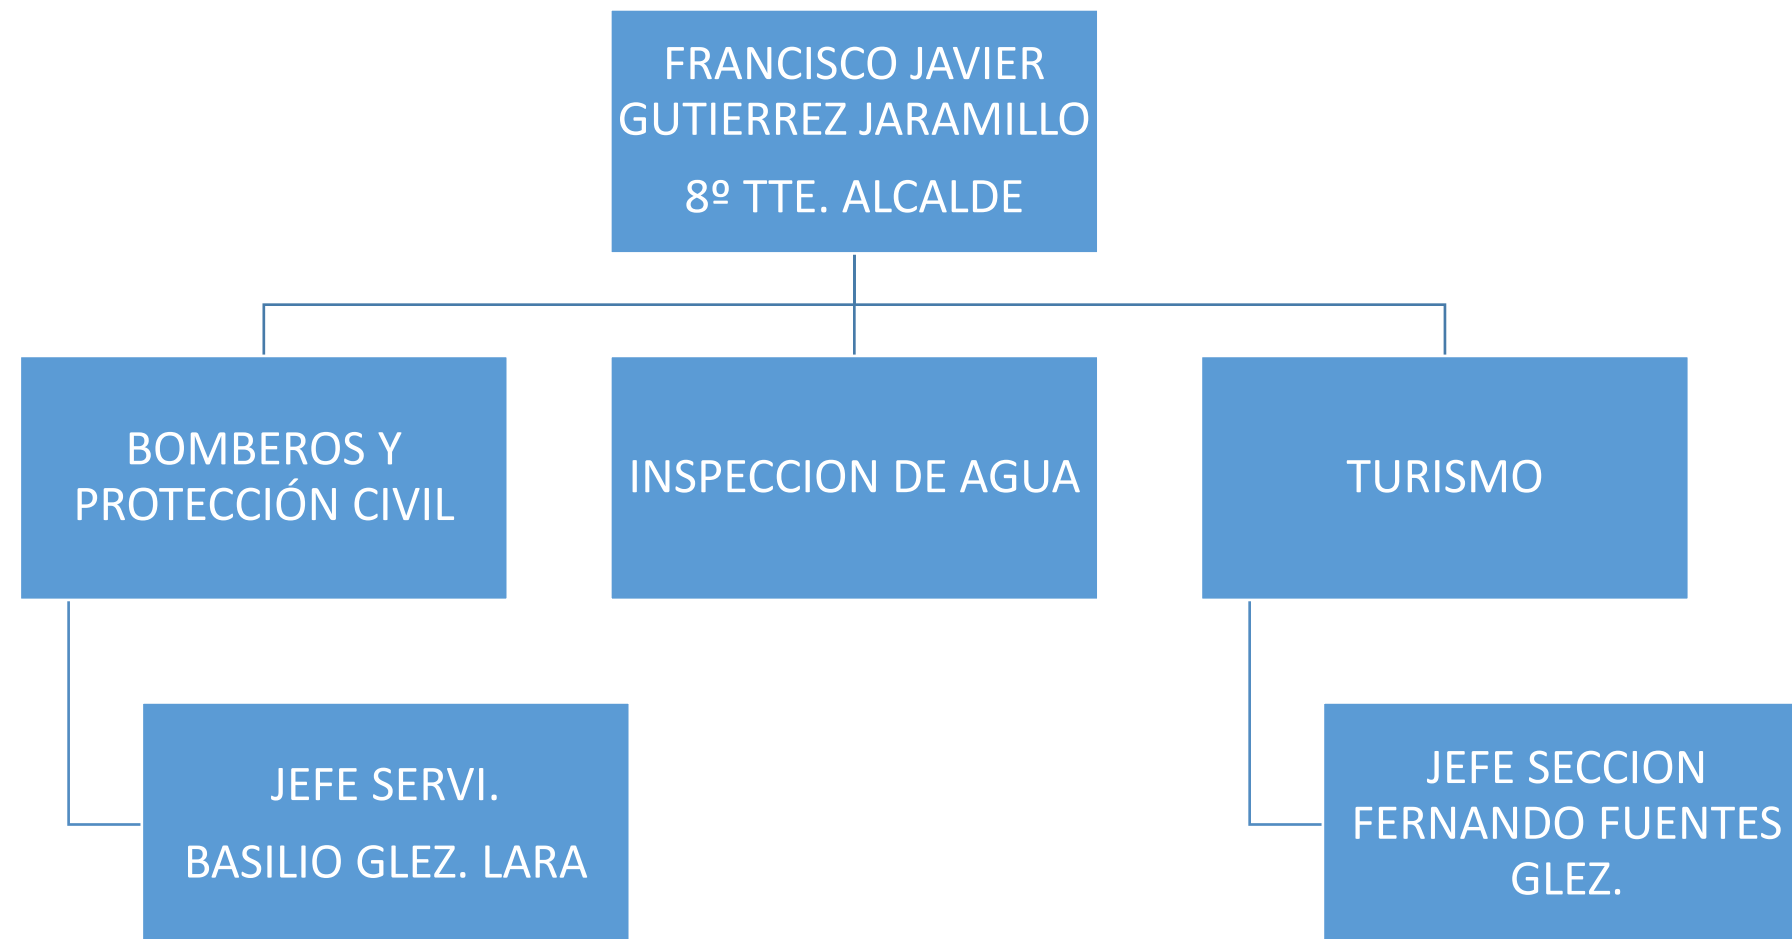 FRANCISCO JAVIER
GUTIERREZ JARAMILLO
8º TTE. ALCALDE
BOMBEROS Y
PROTECCIÓN CIVIL
INSPECCION DE AGUA
TURISMO
JEFE SERVI.
BASILIO GLEZ. LARA
JEFE SECCION
FERNANDO FUENTES
GLEZ.